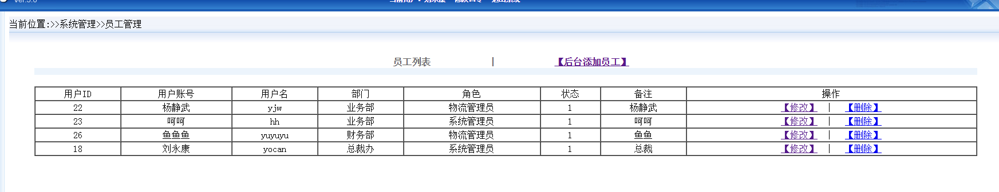 Ver.5.0
当前位置:>>系统管理>>员工管理
员工列表 | 【后台添加员工】
用户ID 用户账号 用户名 部门 角色 状态 备注 操作
22 杨静武 yjw 业务部 物流管理员 1 杨静武 【修改】 | 【删除】
23 呵呵 hh 业务部 系统管理员 1 呵呵 【修改】 | 【删除】
26 鱼鱼鱼 yuyuyu 财务部 物流管理员 1 鱼鱼 【修改】 | 【删除】
18 刘永康 yocan 总裁办 系统管理员 1 总裁 【修改】 | 【删除】